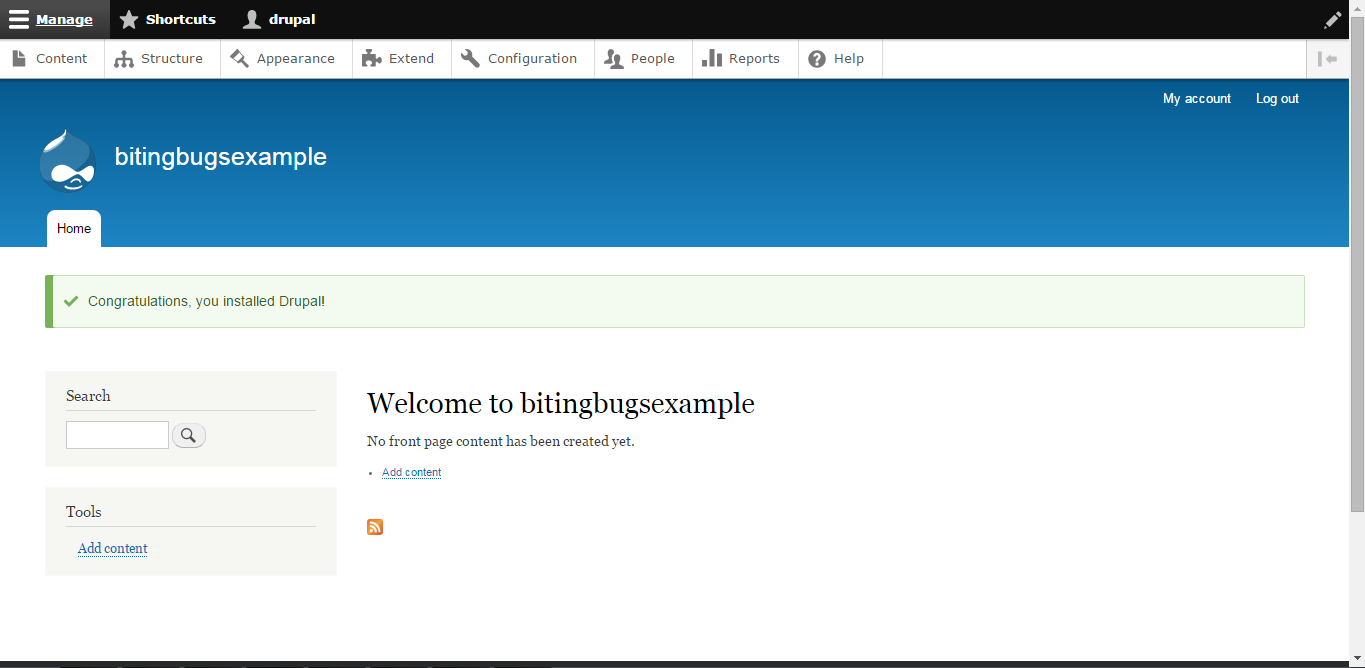 Manage Shortcuts drupal
Content Structure Appearance Extend Configuration People Reports Help
My account Log out
bitingbugsexample
Home
Congratulations, you installed Drupal!
Search
Welcome to bitingbugsexample
No front page content has been created yet.
Add content
Tools
Add content